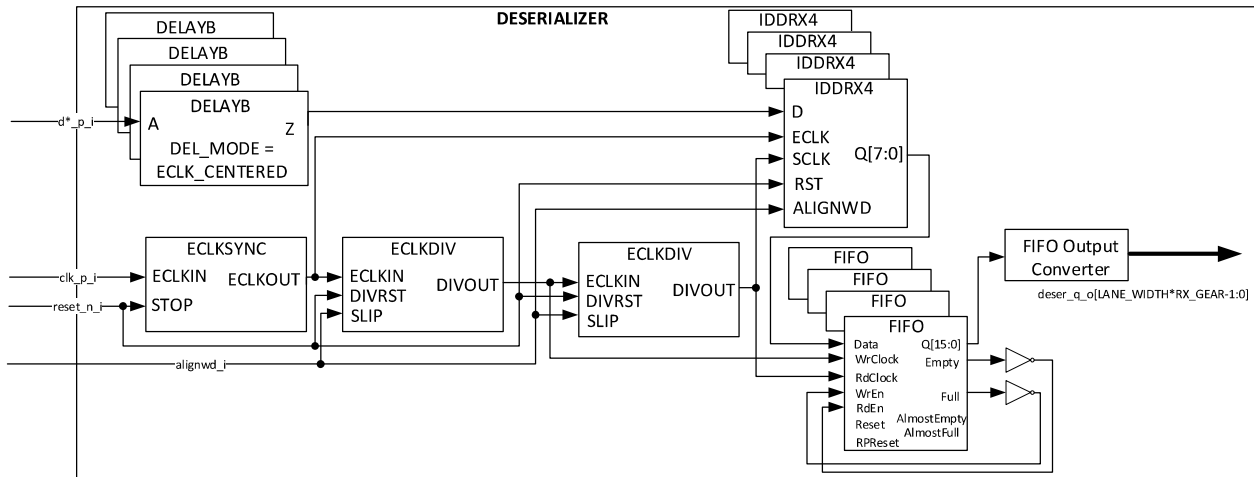 DESERIALIZER
DELAYB
DELAYB
DELAYB
DELAYB
A
Z
DEL_MODE =
ECLK_CENTERED
d*_p_i
IDDRX4
IDDRX4
IDDRX4
IDDRX4
D
ECLK
SCLK
Q[7:0]
RST
ALIGNWD
ECLKSYNC
ECLKIN
ECLKOUT
STOP
clk_p_i
reset_n_i
alignwd_i
ECLKDIV
ECLKIN
DIVOUT
DIVRST
SLIP
ECLKDIV
ECLKIN
DIVOUT
DIVRST
SLIP
FIFO
FIFO
FIFO
FIFO
Data
Q[15:0]
WrClock
Empty
RdClock
WrEn
Full
RdEn
AlmostEmpty
Reset
AlmostFull
RPReset
FIFO Output
Converter
deser_q_o[LANE_WIDTH*RX_GEAR-1:0]